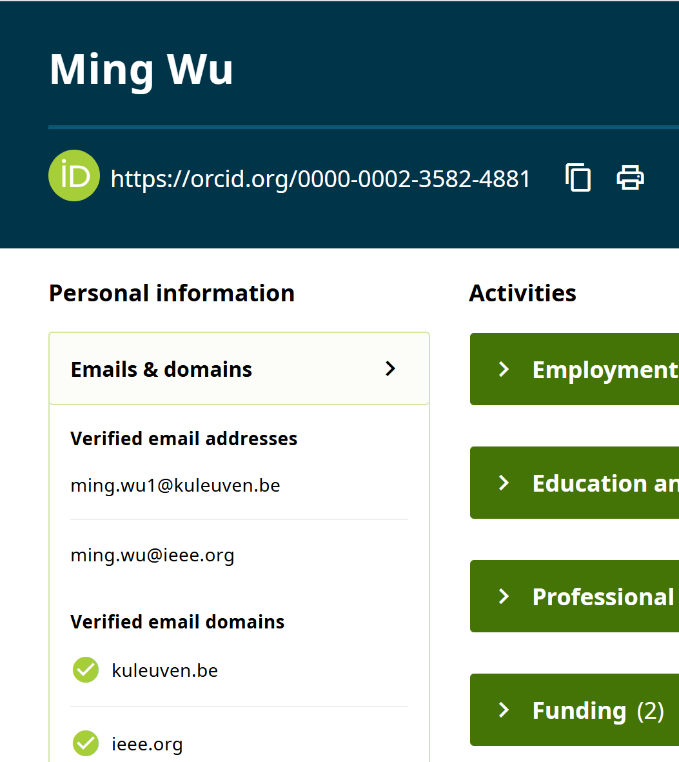 Ming Wu
iD https://orcid.org/0000-0002-3582-4881
Personal information
Emails & domains
Verified email addresses
ming.wu1@kuleuven.be
ming.wu@ieee.org
Verified email domains
kuleuven.be
ieee.org
Activities
Employment
Education an
Professional
Funding (2)